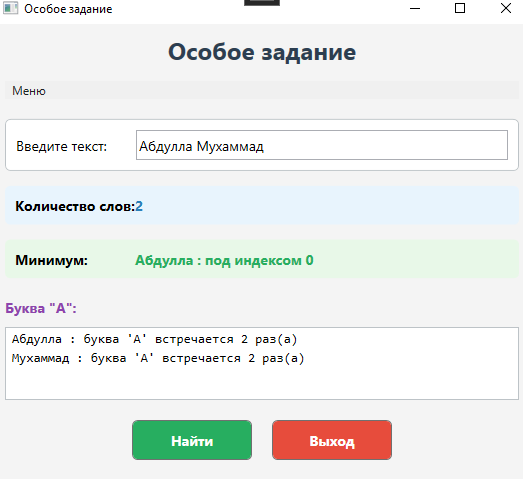 Особое задание
Особое задание
Меню
Введите текст: Абдулла Мухаммад
Количество слов:2
Минимум: Абдулла : под индексом 0
Буква "А":
Абдулла : буква 'А' встречается 2 раз(а)
Мухаммад : буква 'А' встречается 2 раз(а)
Найти Выход